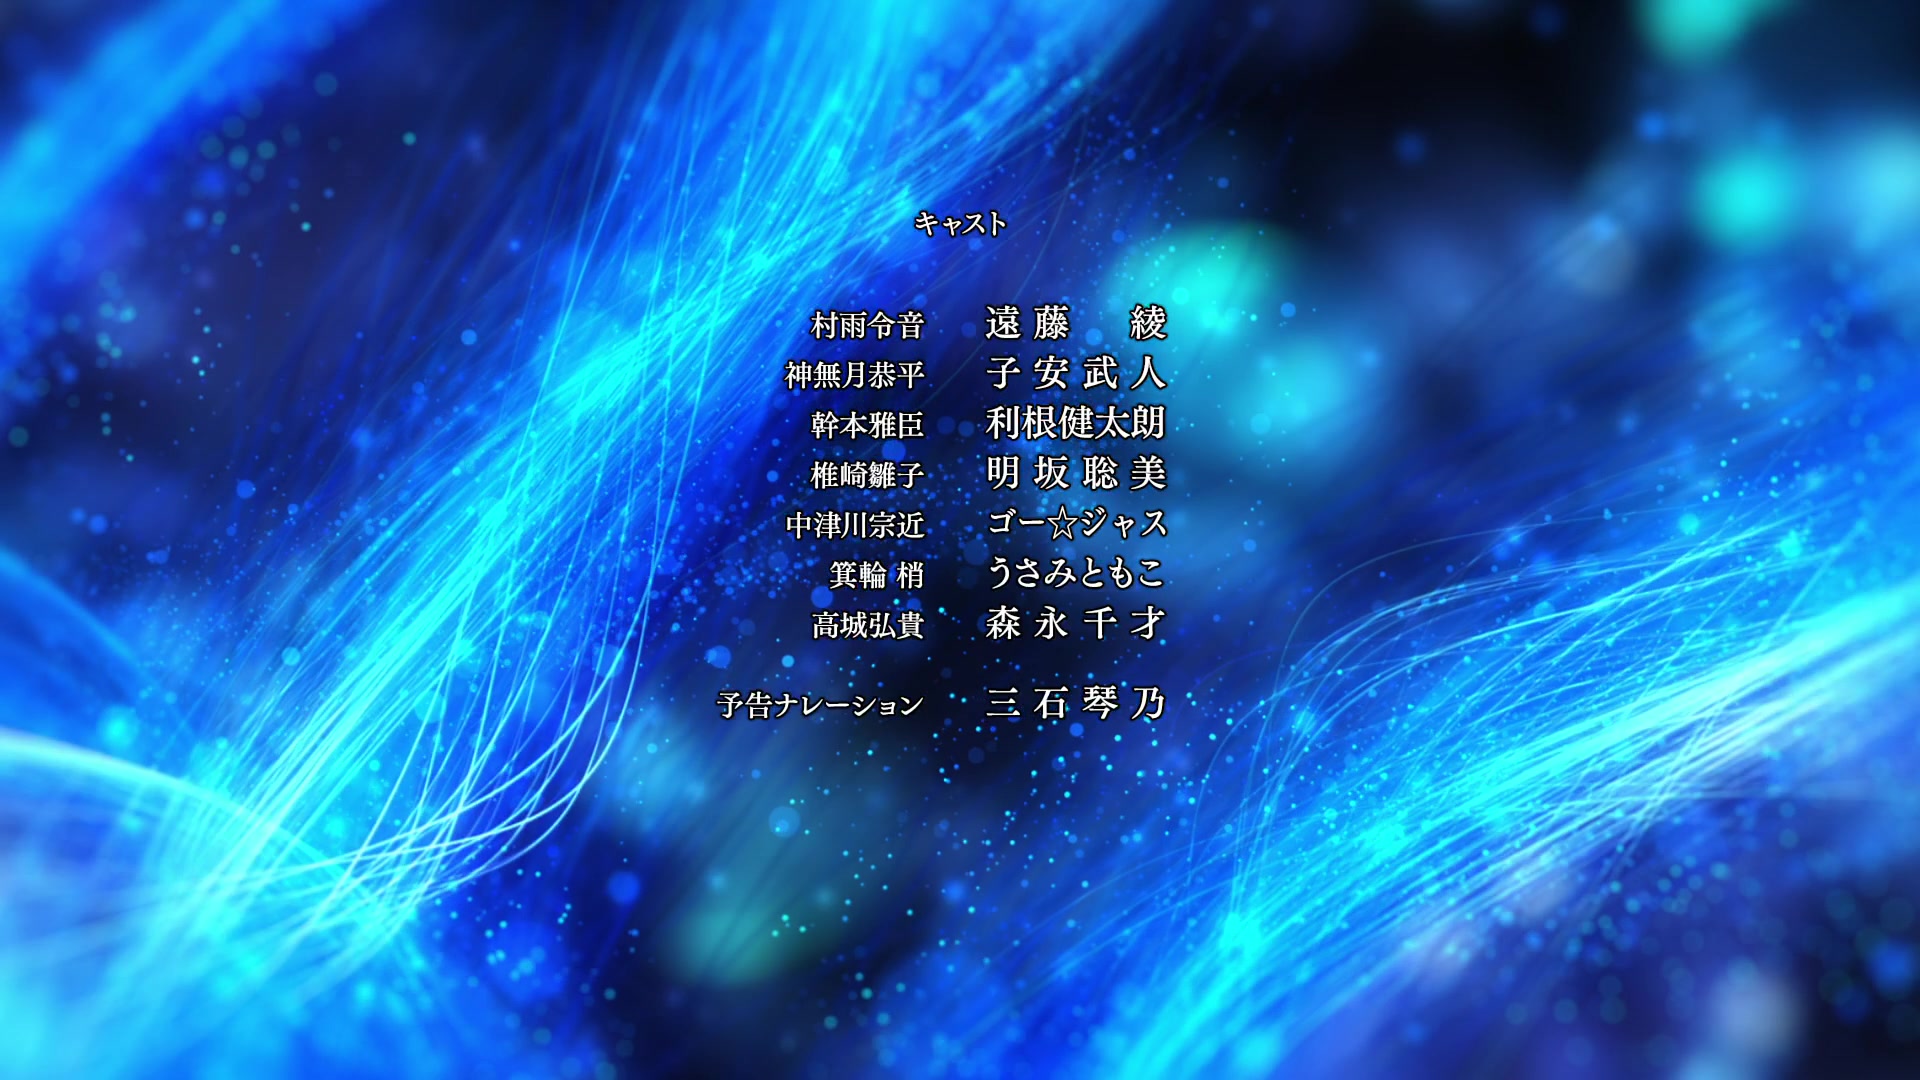 キャスト
村雨令音 遠藤 綾
神無月恭平 子安武人
幹本雅臣 利根健太朗
椎崎雛子 明坂聡美
中津川宗近 ゴー☆ジャス
箕輪 梢 うさみともこ
高城弘貴 森永千才
予告ナレーション 三石琴乃